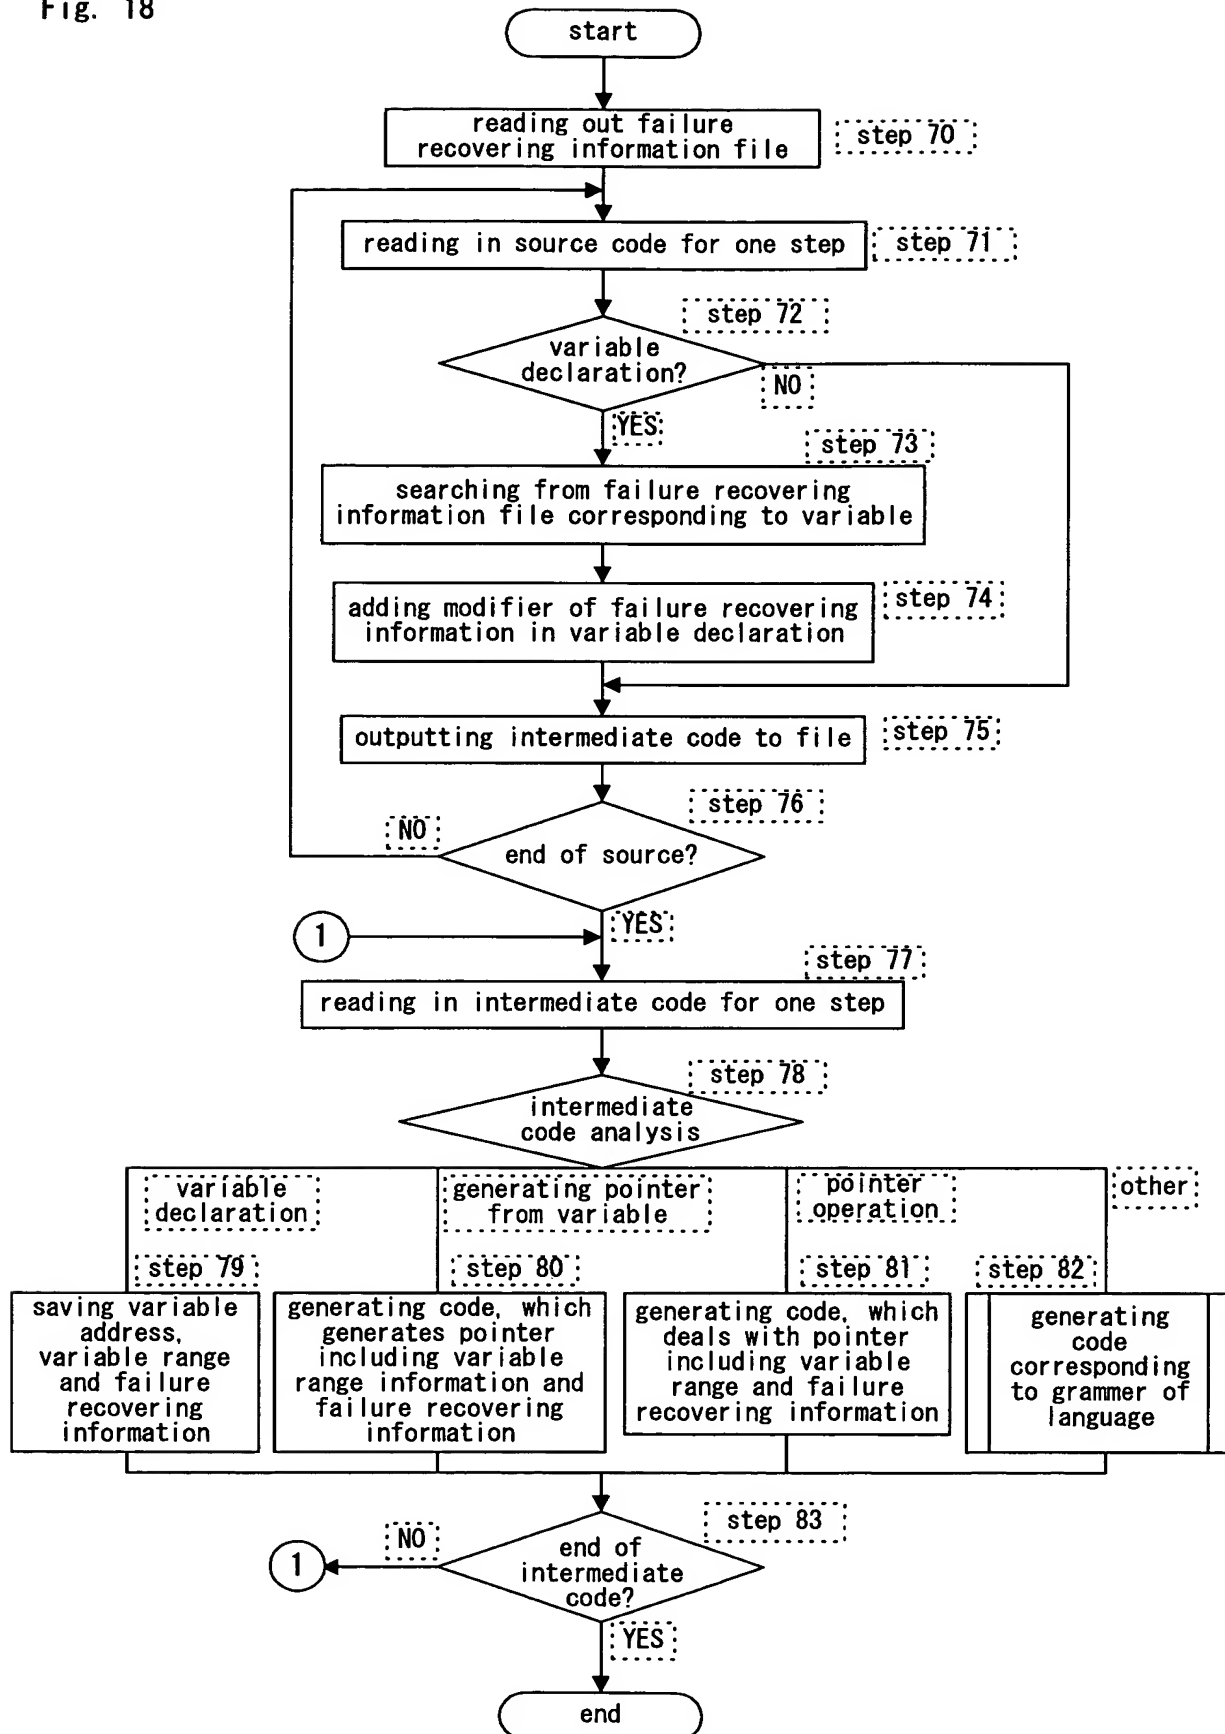 Fig. 18
start
reading out failure
recovering information file
step 70
reading in source code for one step
step 71
step 72
variable
declaration?
NO
YES
step 73
searching from failure recovering
information file corresponding to variable
adding modifier of failure recovering
information in variable declaration
step 74
outputting intermediate code to file
step 75
step 76
NO
end of source?
YES
1
step 77
reading in intermediate code for one step
step 78
intermediate
code analysis
variable
declaration
generating pointer
from variable
pointer
operation
other
step 79
step 80
step 81
step 82
saving variable
address,
variable range
and failure
recovering
information
generating code, which
generates pointer
including variable
range information and
failure recovering
information
generating code, which
deals with pointer
including variable
range and failure
recovering information
generating
code
corresponding
to grammer of
language
step 83
NO
1
end of
intermediate
code?
YES
end